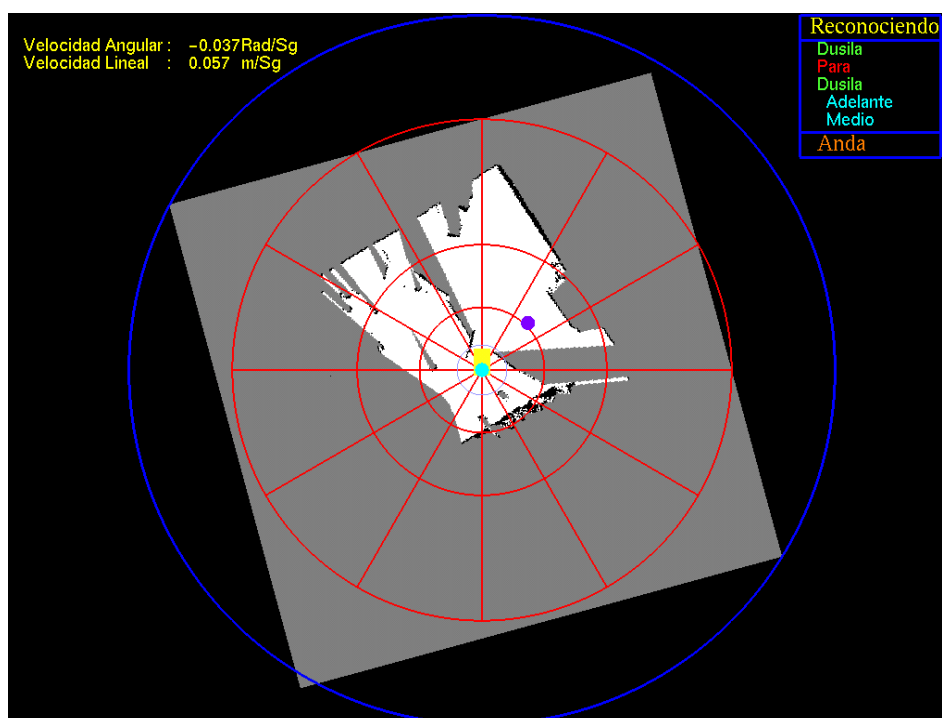 Velocidad Angular : -0.037Rad/Sg
Velocidad Lineal : 0.057 m/Sg
Reconociendo
Dusila
Para
Dusila
Adelante
Medio
Anda